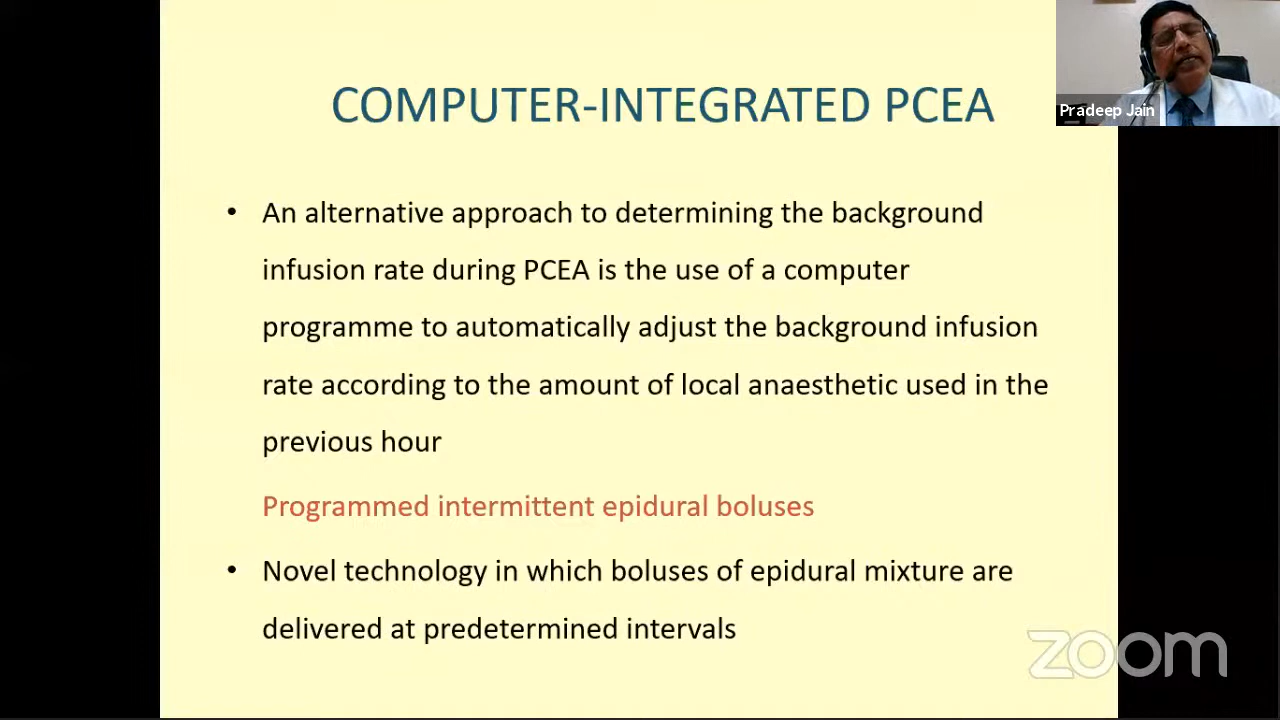 COMPUTER-INTEGRATED PCEA
Pradeep Jain
• An alternative approach to determining the background
infusion rate during PCEA is the use of a computer
programme to automatically adjust the background infusion
rate according to the amount of local anaesthetic used in the
previous hour
Programmed intermittent epidural boluses
• Novel technology in which boluses of epidural mixture are
delivered at predetermined intervals
zoom